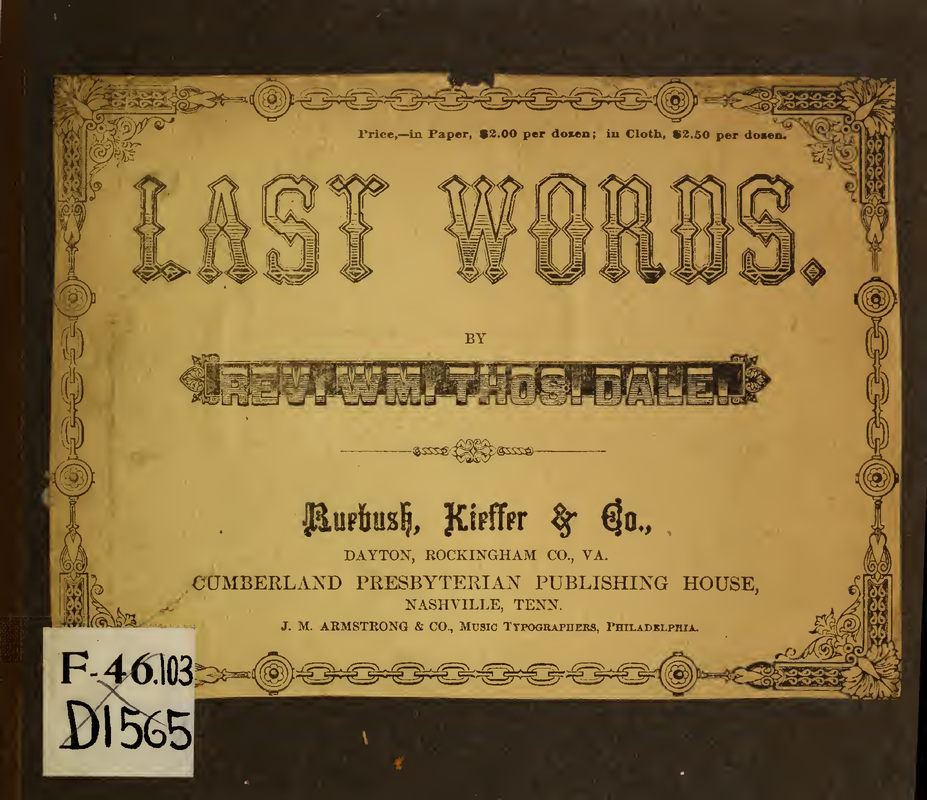 Price,—in Paper, $2.00 per dozen; in Cloth, $2.50 per dozen.
LAST WORDS.
BY
REV. WM. THOS. DALE.
Ruebush, Kieffer & Co.,
DAYTON, ROCKINGHAM CO., VA.
CUMBERLAND PRESBYTERIAN PUBLISHING HOUSE,
NASHVILLE, TENN.
J. M. ARMSTRONG & CO., MUSIC TYPOGRAPHERS, PHILADELPHIA.
F-46.103
D1565